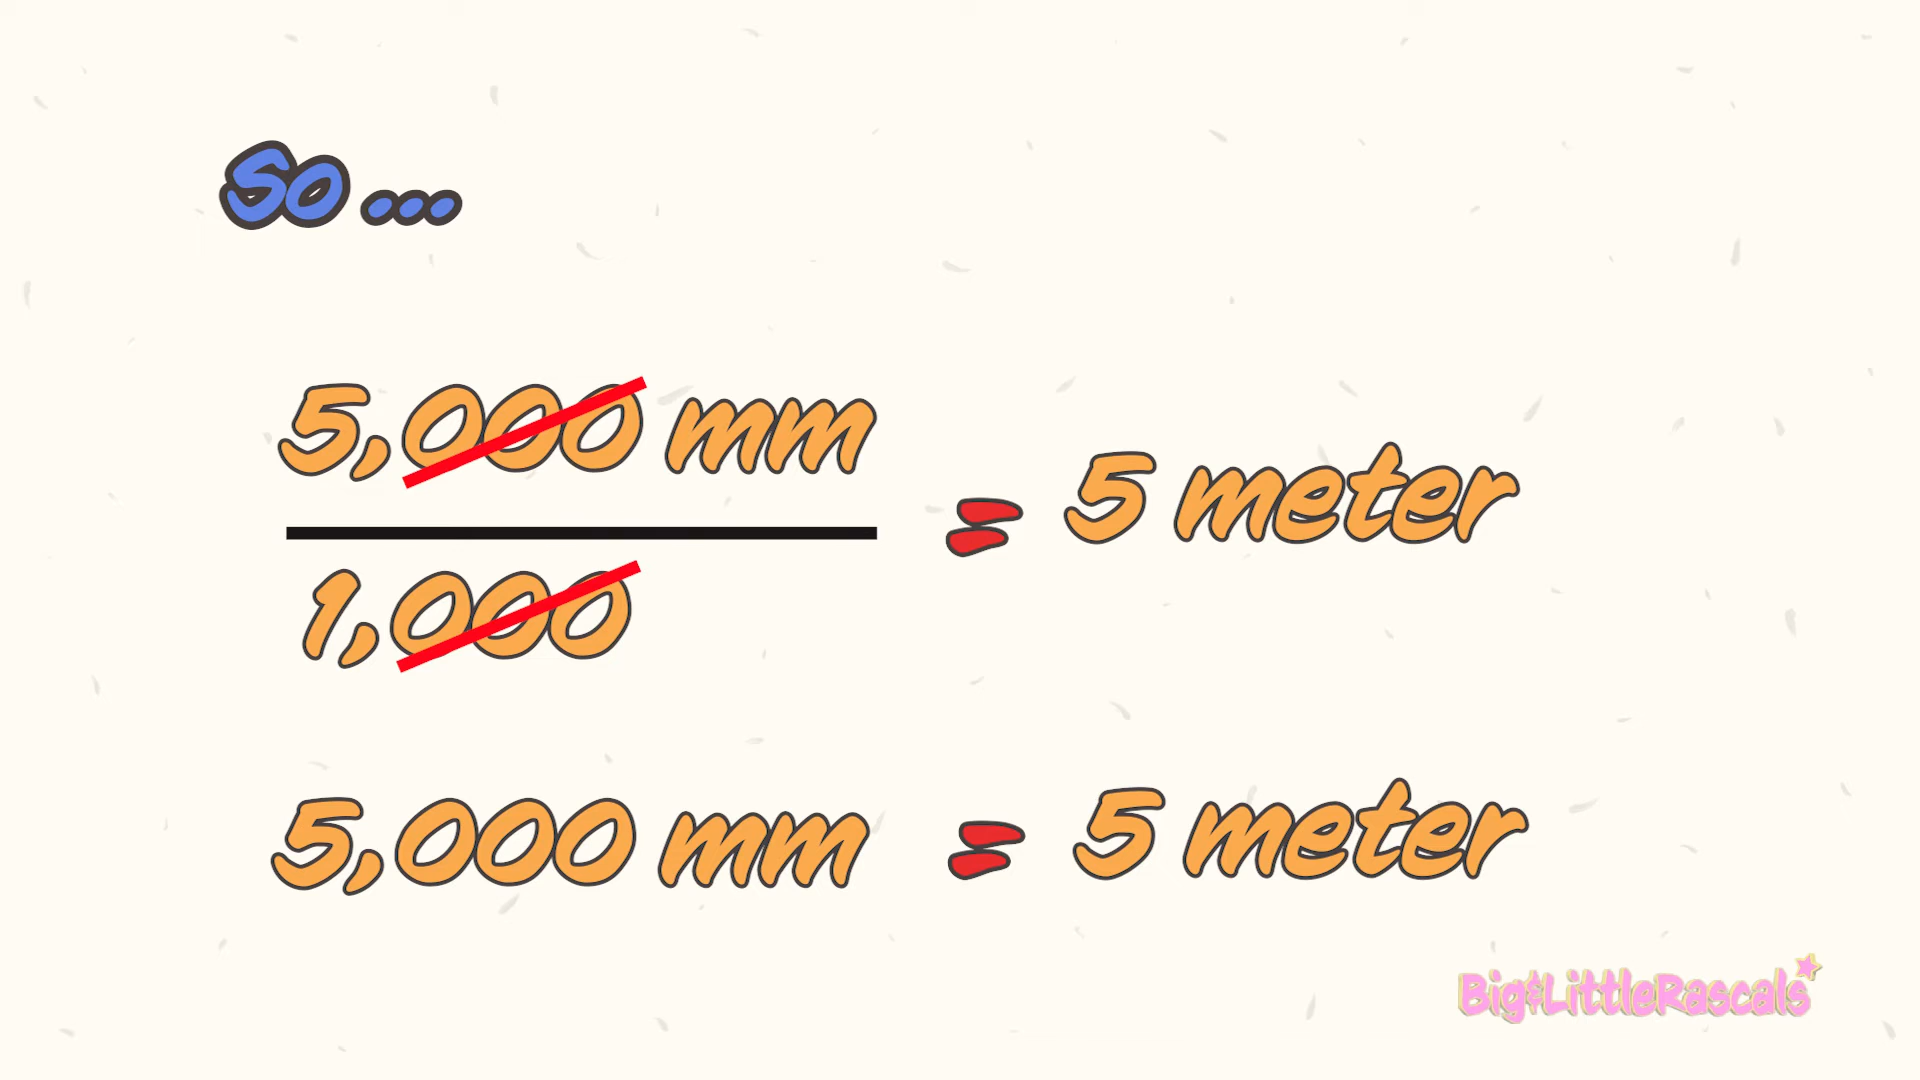 So ...
5,000 mm
= 5 meter
1,000
5,000 mm = 5 meter
Big&LittleRascals